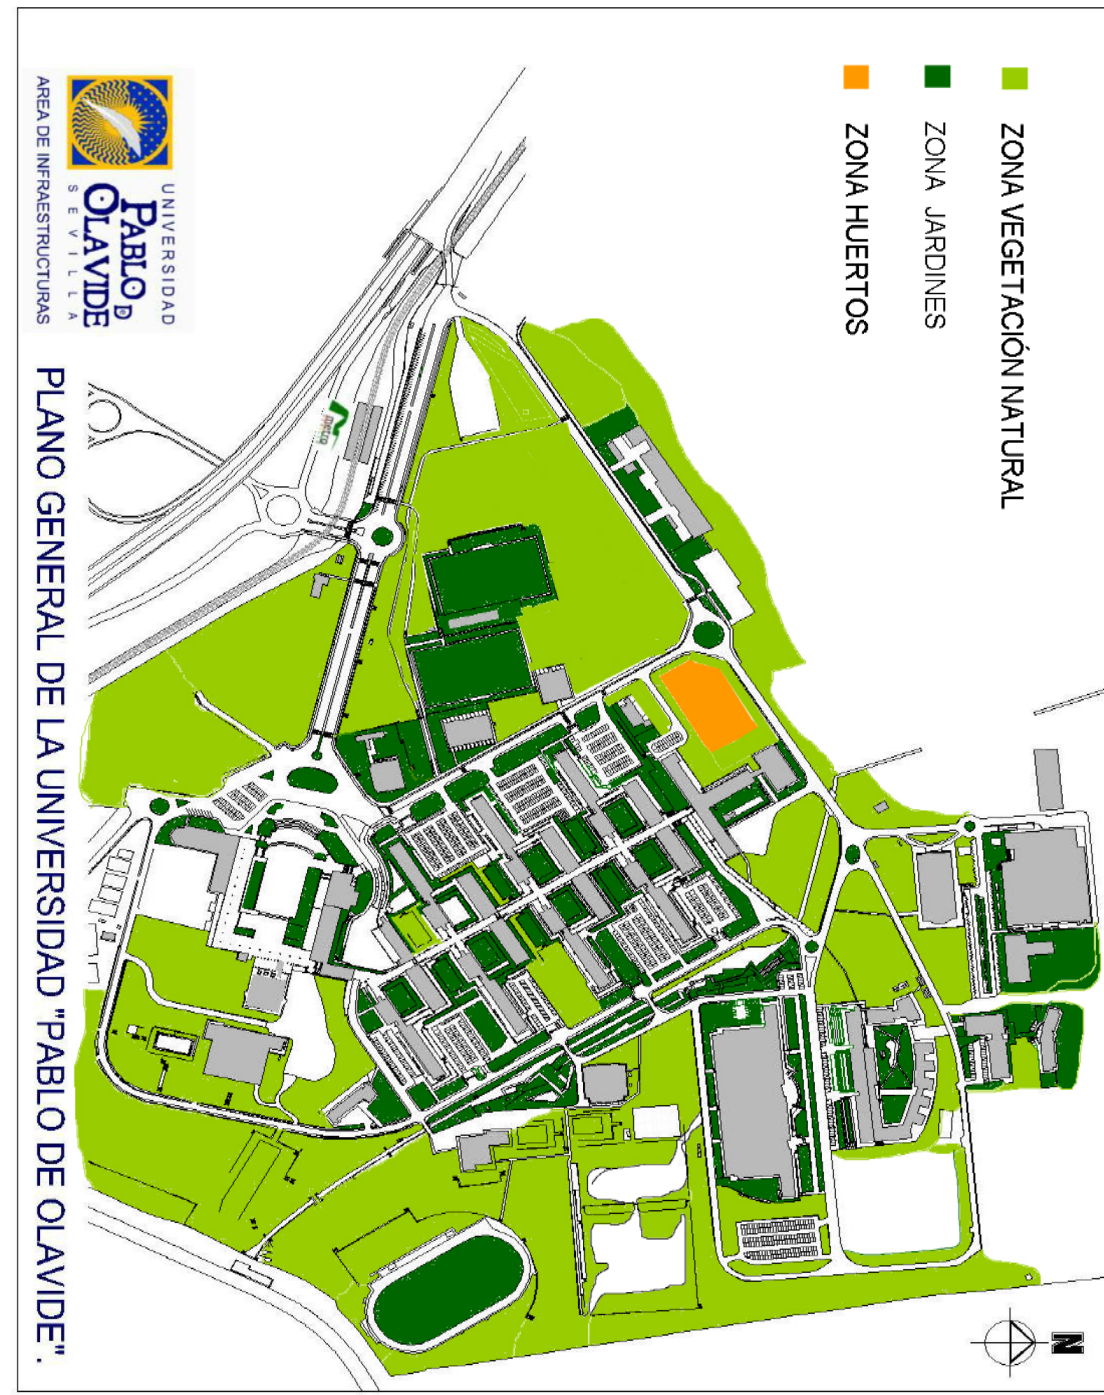 ZONA VEGETACIÓN NATURAL
ZONA JARDINES
ZONA HUERTOS
UNIVERSIDAD
PABLO DE
OLAVIDE
SEVILLA
AREA DE INFRAESTRUCTURAS
PLANO GENERAL DE LA UNIVERSIDAD "PABLO DE OLAVIDE".
metro
N